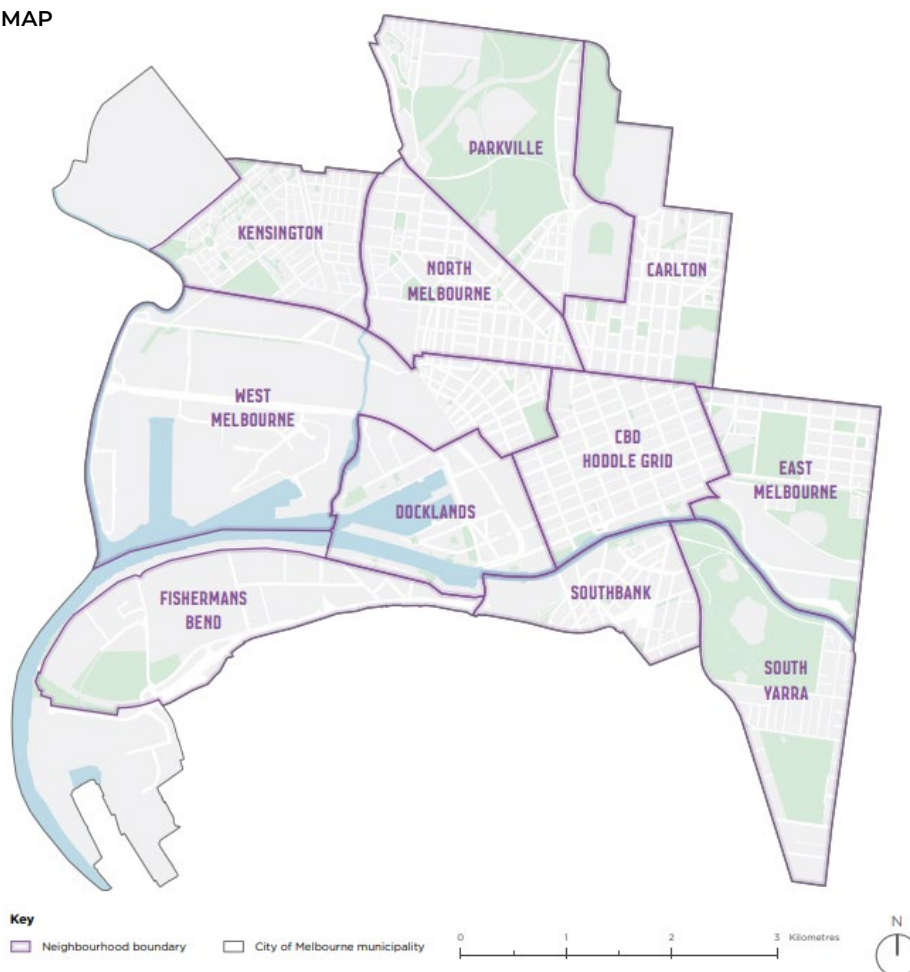 MAP
PARKVILLE
KENSINGTON
NORTH
MELBOURNE
CARLTON
WEST
MELBOURNE
CBD
HODDLE GRID
EAST
MELBOURNE
DOCKLANDS
FISHERMANS
BEND
SOUTHBANK
SOUTH
YARRA
Key
Neighbourhood boundary
City of Melbourne municipality
0 1 2 3 Kilometres
N